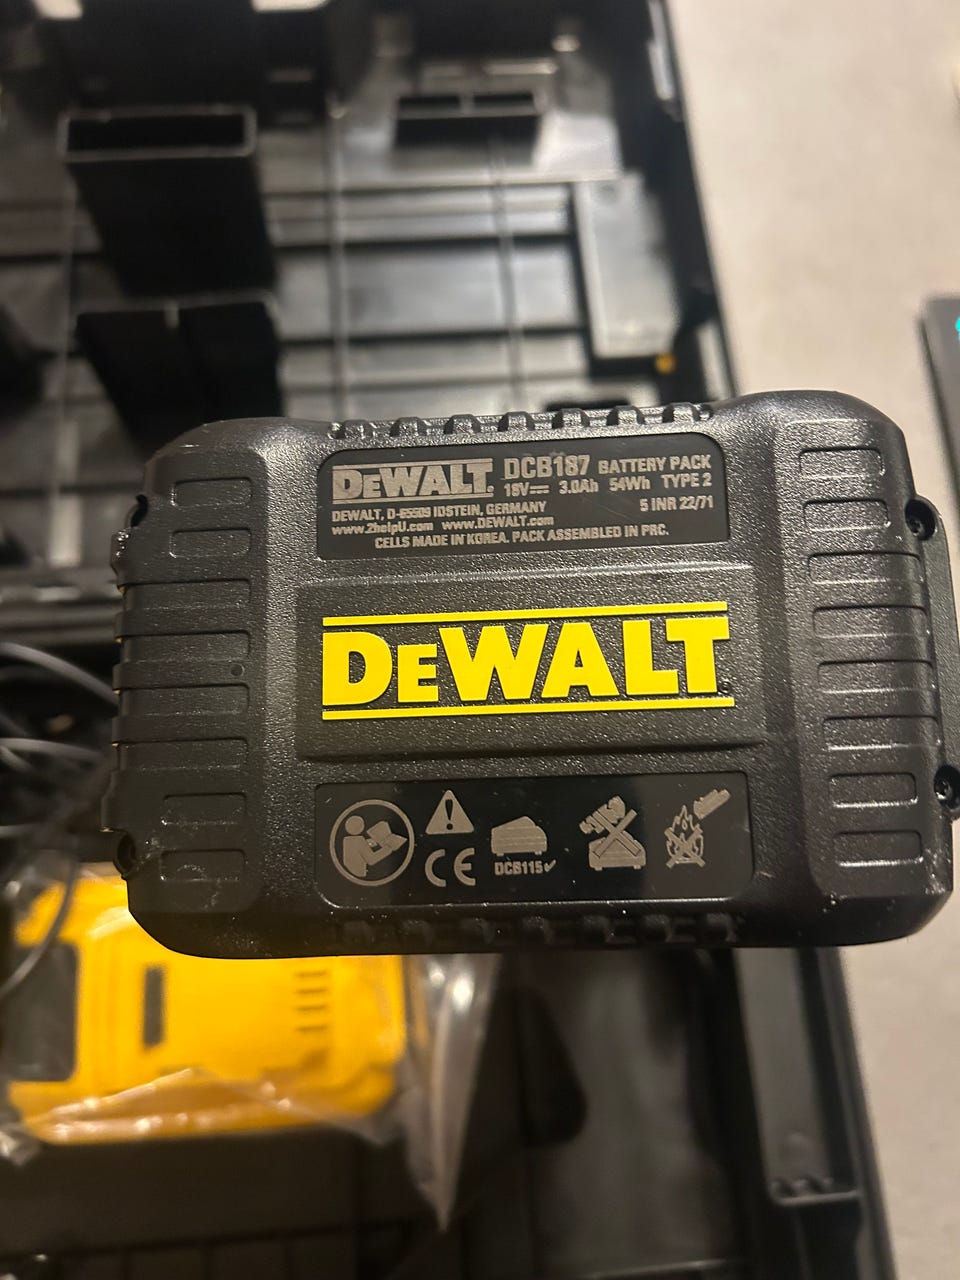 DEWALT DCB187 BATTERY PACK
18V 3.0Ah 54Wh TYPE 2
DEWALT, D-65509 IDSTEIN, GERMANY 5 INR 22/71
www.2helpU.com www.DEWALT.com
CELLS MADE IN KOREA. PACK ASSEMBLED IN PRC.
DEWALT
CE
DCB115✓